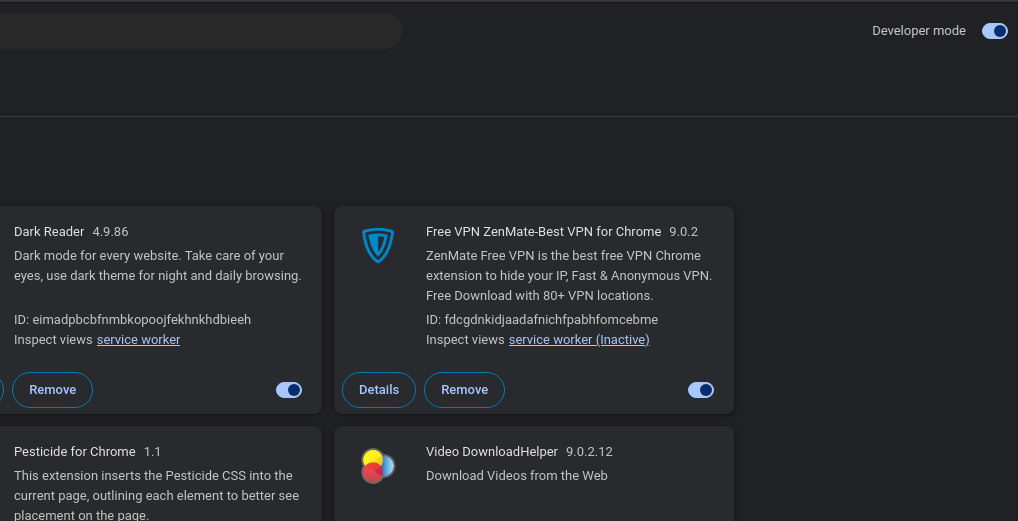 Developer mode
Dark Reader 4.9.86
Dark mode for every website. Take care of your
eyes, use dark theme for night and daily browsing.
ID: eimadpbcbfnmbkopoojfekhnkhdbieeh
Inspect views service worker
Remove
Free VPN ZenMate-Best VPN for Chrome 9.0.2
ZenMate Free VPN is the best free VPN Chrome
extension to hide your IP, Fast & Anonymous VPN.
Free Download with 80+ VPN locations.
ID: fdcgdnkidjaadafnichfpabhfomcebme
Inspect views service worker (Inactive)
Details Remove
Pesticide for Chrome 1.1
This extension inserts the Pesticide CSS into the
current page, outlining each element to better see
placement on the page.
Video DownloadHelper 9.0.2.12
Download Videos from the Web